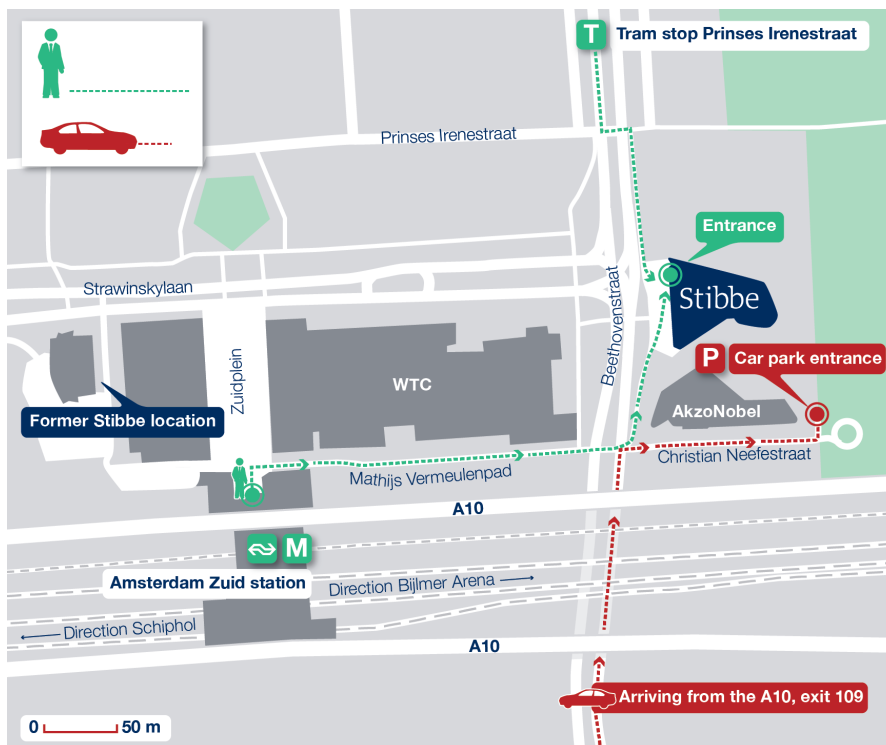 T Tram stop Prinses Irenestraat
Prinses Irenestraat
Entrance
Strawinskylaan
Beethovenstraat
Stibbe
Zuidplein
WTC
P Car park entrance
Former Stibbe location
AkzoNobel
Christian Neefestraat
Mathijs Vermeulenpad
A10
M
Amsterdam Zuid station
Direction Bijlmer Arena
Direction Schiphol
A10
Arriving from the A10, exit 109
0 50 m